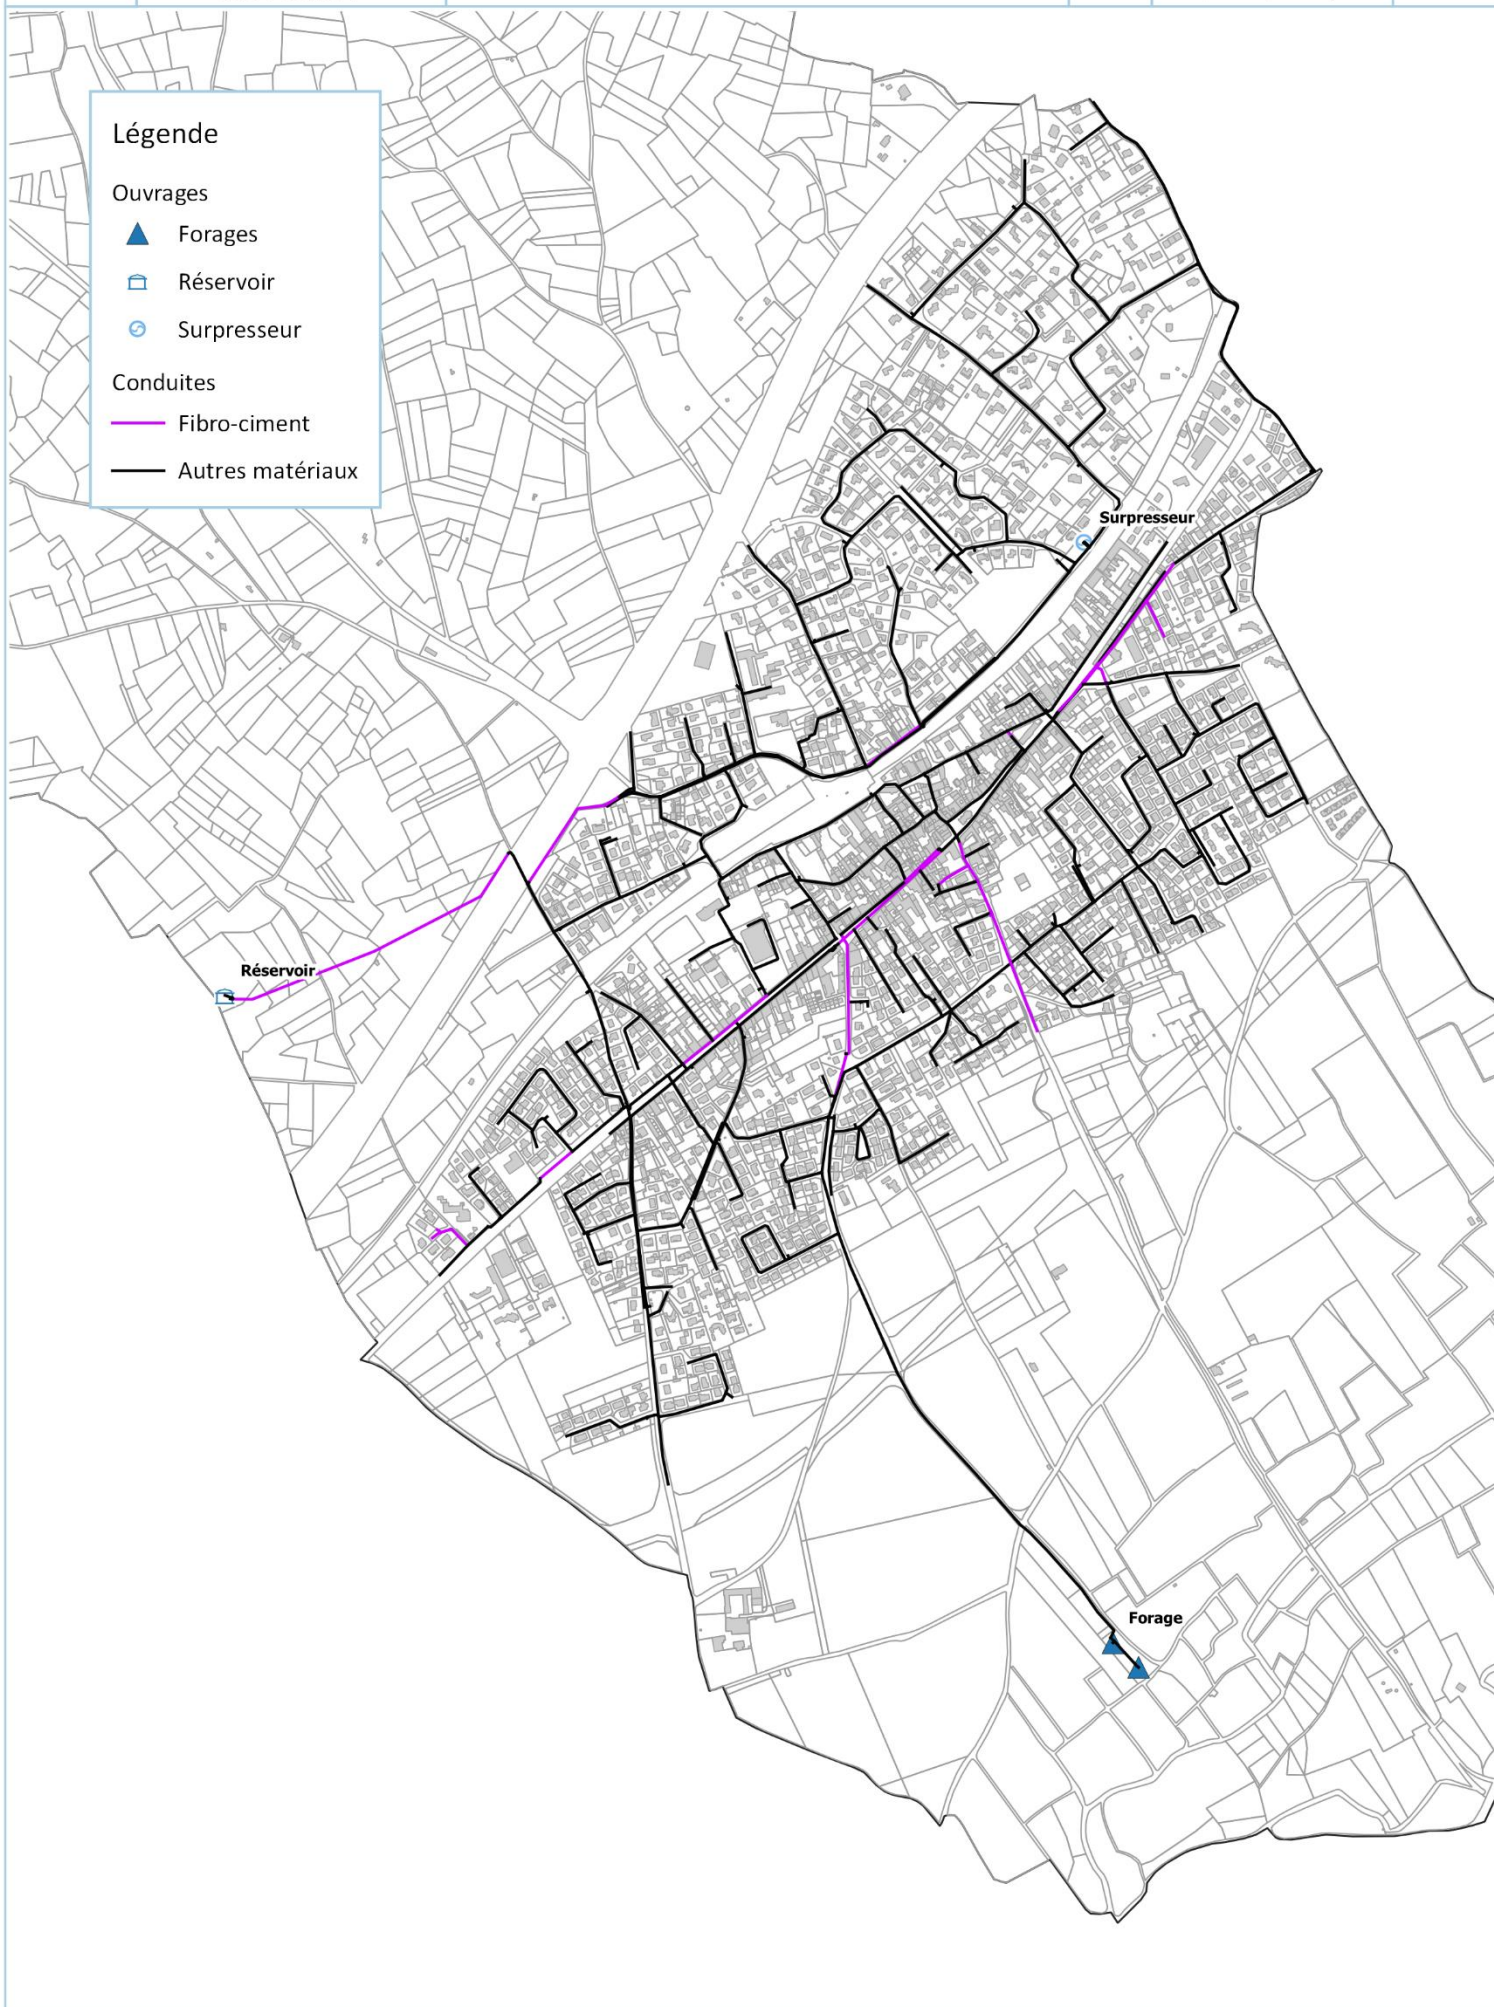 Légende
Ouvrages
Forages
Réservoir
Surpresseur
Conduites
Fibro-ciment
Autres matériaux
Surpresseur
Réservoir
Forage